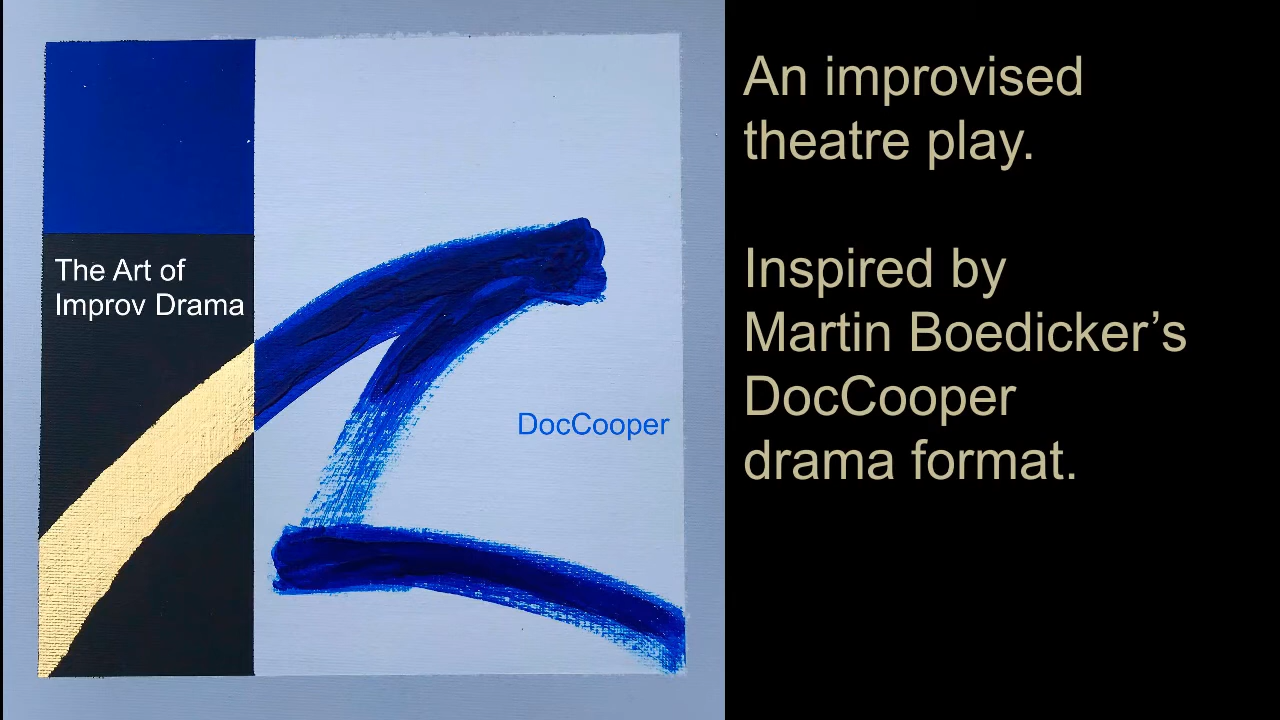 The Art of
Improv Drama
DocCooper
An improvised
theatre play.
Inspired by
Martin Boedicker’s
DocCooper
drama format.